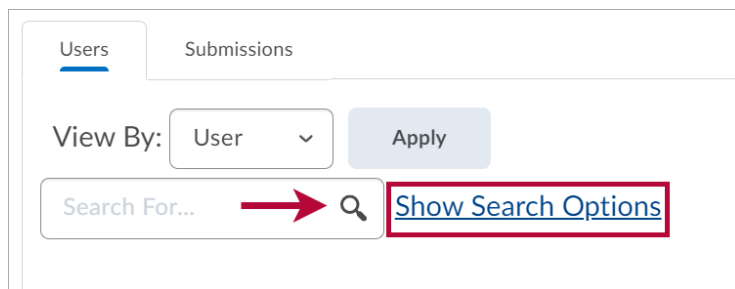 Users Submissions
View By: User Apply
Search For... Show Search Options